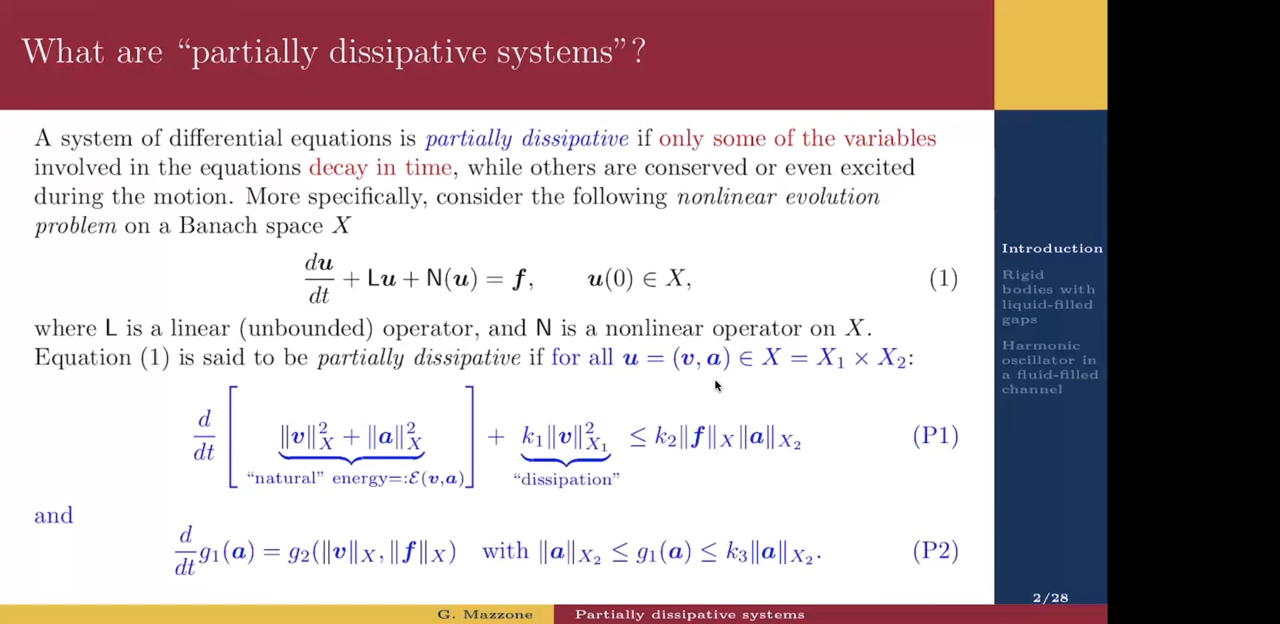 What are “partially dissipative systems”?
A system of differential equations is partially dissipative if only some of the variables
involved in the equations decay in time, while others are conserved or even excited
during the motion. More specifically, consider the following nonlinear evolution
problem on a Banach space X
du/dt + Lu + N(u) = f, u(0) ∈ X, (1)
where L is a linear (unbounded) operator, and N is a nonlinear operator on X.
Equation (1) is said to be partially dissipative if for all u = (v, a) ∈ X = X₁ × X₂:
d/dt [ ‖v‖²_X + ‖a‖²_X ] + k₁‖v‖²_X₁ ≤ k₂‖f‖_X‖a‖_X₂ (P1)
“natural” energy=:ℰ(v,a) “dissipation”
and
d/dt g₁(a) = g₂(‖v‖_X, ‖f‖_X) with ‖a‖_X₂ ≤ g₁(a) ≤ k₃‖a‖_X₂. (P2)
Introduction
Rigid
bodies with
liquid-filled
gaps
Harmonic
oscillator in
a fluid-filled
channel
2/28
G. Mazzone Partially dissipative systems